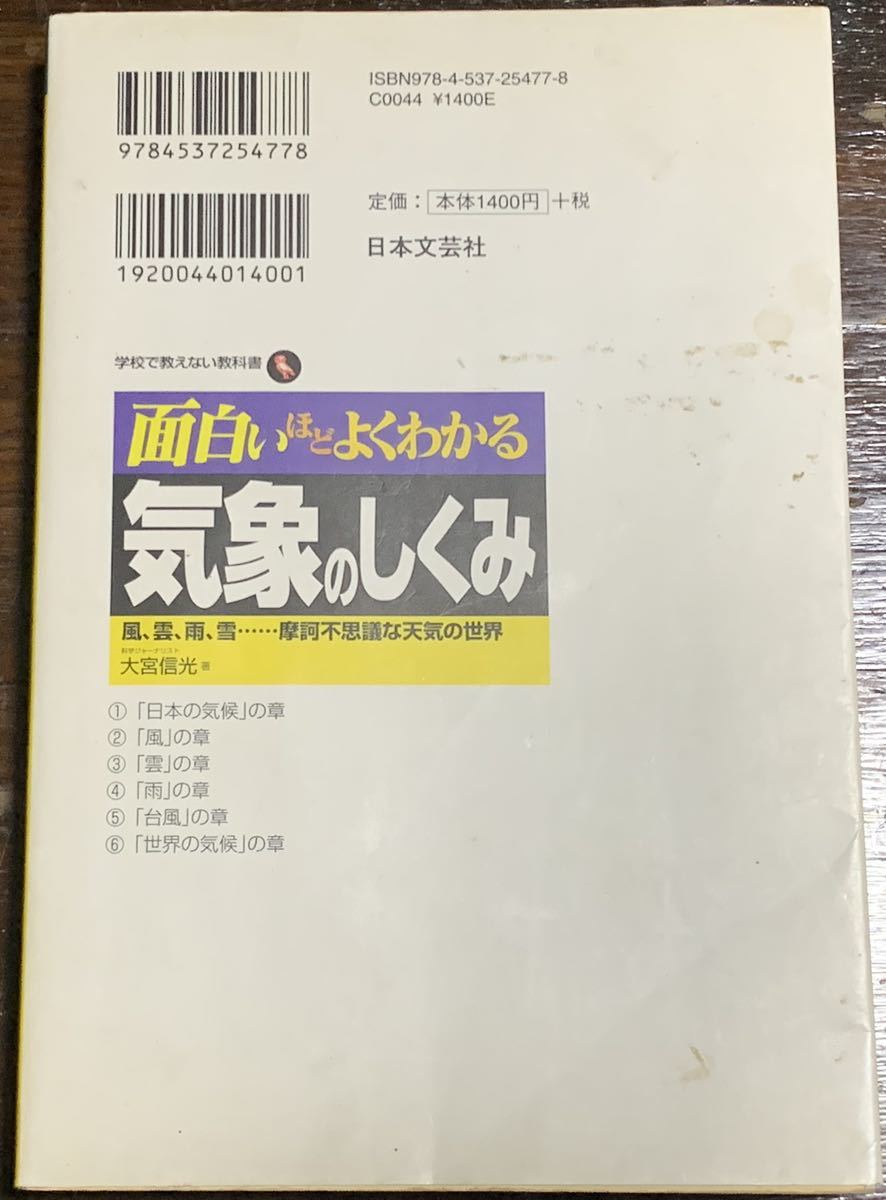 ISBN978-4-537-25477-8
C0044 ¥1400E
9784537254778
定価：本体1400円+税
日本文芸社
1920044014001
学校で教えない教科書
面白いほどよくわかる
気象のしくみ
風、雲、雨、雪……摩訶不思議な天気の世界
科学ジャーナリスト
大宮信光 著
①「日本の気候」の章
②「風」の章
③「雲」の章
④「雨」の章
⑤「台風」の章
⑥「世界の気候」の章